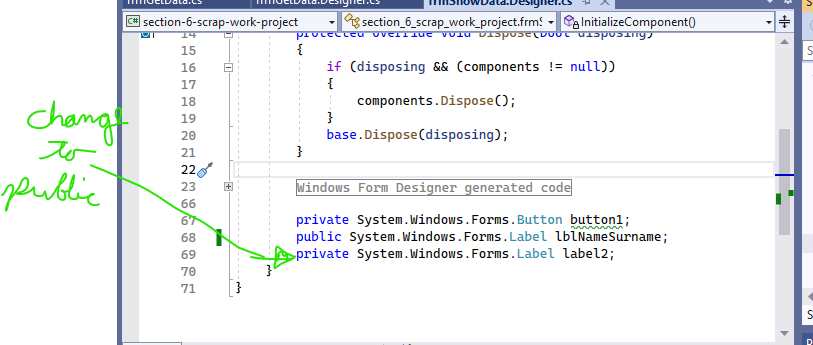 frmGetData.cs
frmGetData.Designer.cs
frmShowData.Designer.cs
section-6-scrap-work-project
section_6_scrap_work_project.frmS
InitializeComponent()
14 protected override void Dispose(bool disposing)
15 {
16 if (disposing && (components != null))
17 {
18 components.Dispose();
19 }
20 base.Dispose(disposing);
21 }
22
23 Windows Form Designer generated code
66
67 private System.Windows.Forms.Button button1;
68 public System.Windows.Forms.Label lblNameSurname;
69 private System.Windows.Forms.Label label2;
70 }
71 }
change
to
public